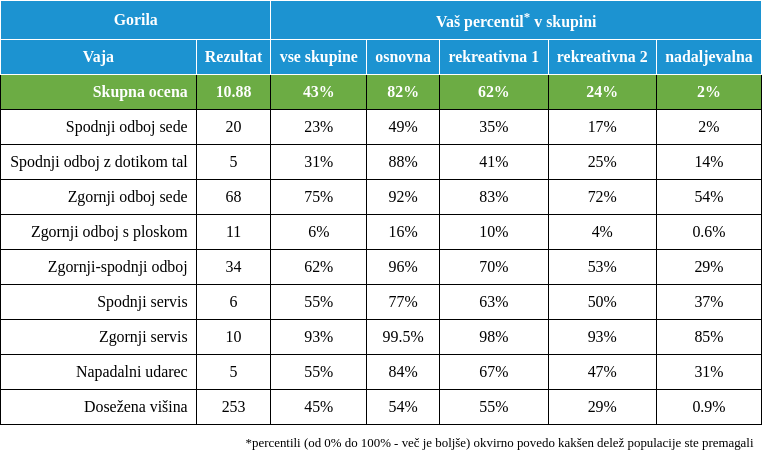 Gorila Vaš percentil* v skupini
Vaja Rezultat vse skupine osnovna rekreativna 1 rekreativna 2 nadaljevalna
Skupna ocena 10.88 43% 82% 62% 24% 2%
Spodnji odboj sede 20 23% 49% 35% 17% 2%
Spodnji odboj z dotikom tal 5 31% 88% 41% 25% 14%
Zgornji odboj sede 68 75% 92% 83% 72% 54%
Zgornji odboj s ploskom 11 6% 16% 10% 4% 0.6%
Zgornji-spodnji odboj 34 62% 96% 70% 53% 29%
Spodnji servis 6 55% 77% 63% 50% 37%
Zgornji servis 10 93% 99.5% 98% 93% 85%
Napadalni udarec 5 55% 84% 67% 47% 31%
Dosežena višina 253 45% 54% 55% 29% 0.9%
*percentili (od 0% do 100% - več je boljše) okvirno povedo kakšen delež populacije ste premagali